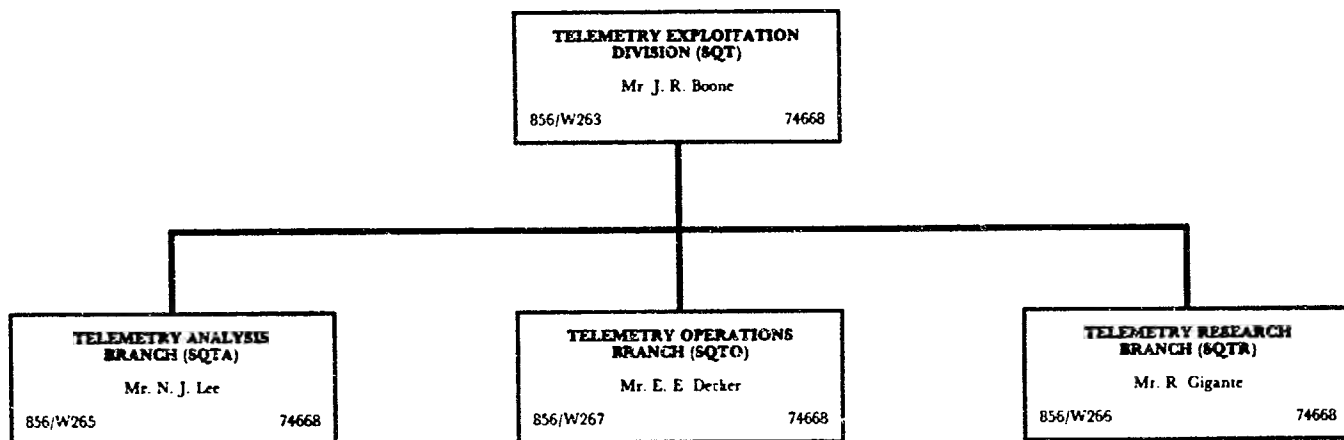 TELEMETRY EXPLOITATION
DIVISION (SQT)
Mr J. R. Boone
856/W263 74668
TELEMETRY ANALYSIS
BRANCH (SQTA)
Mr. N. J. Lee
856/W265 74668
TELEMETRY OPERATIONS
BRANCH (SQTO)
Mr. E. E Decker
856/W267 74668
TELEMETRY RESEARCH
BRANCH (SQTR)
Mr. R Gigante
856/W266 74668